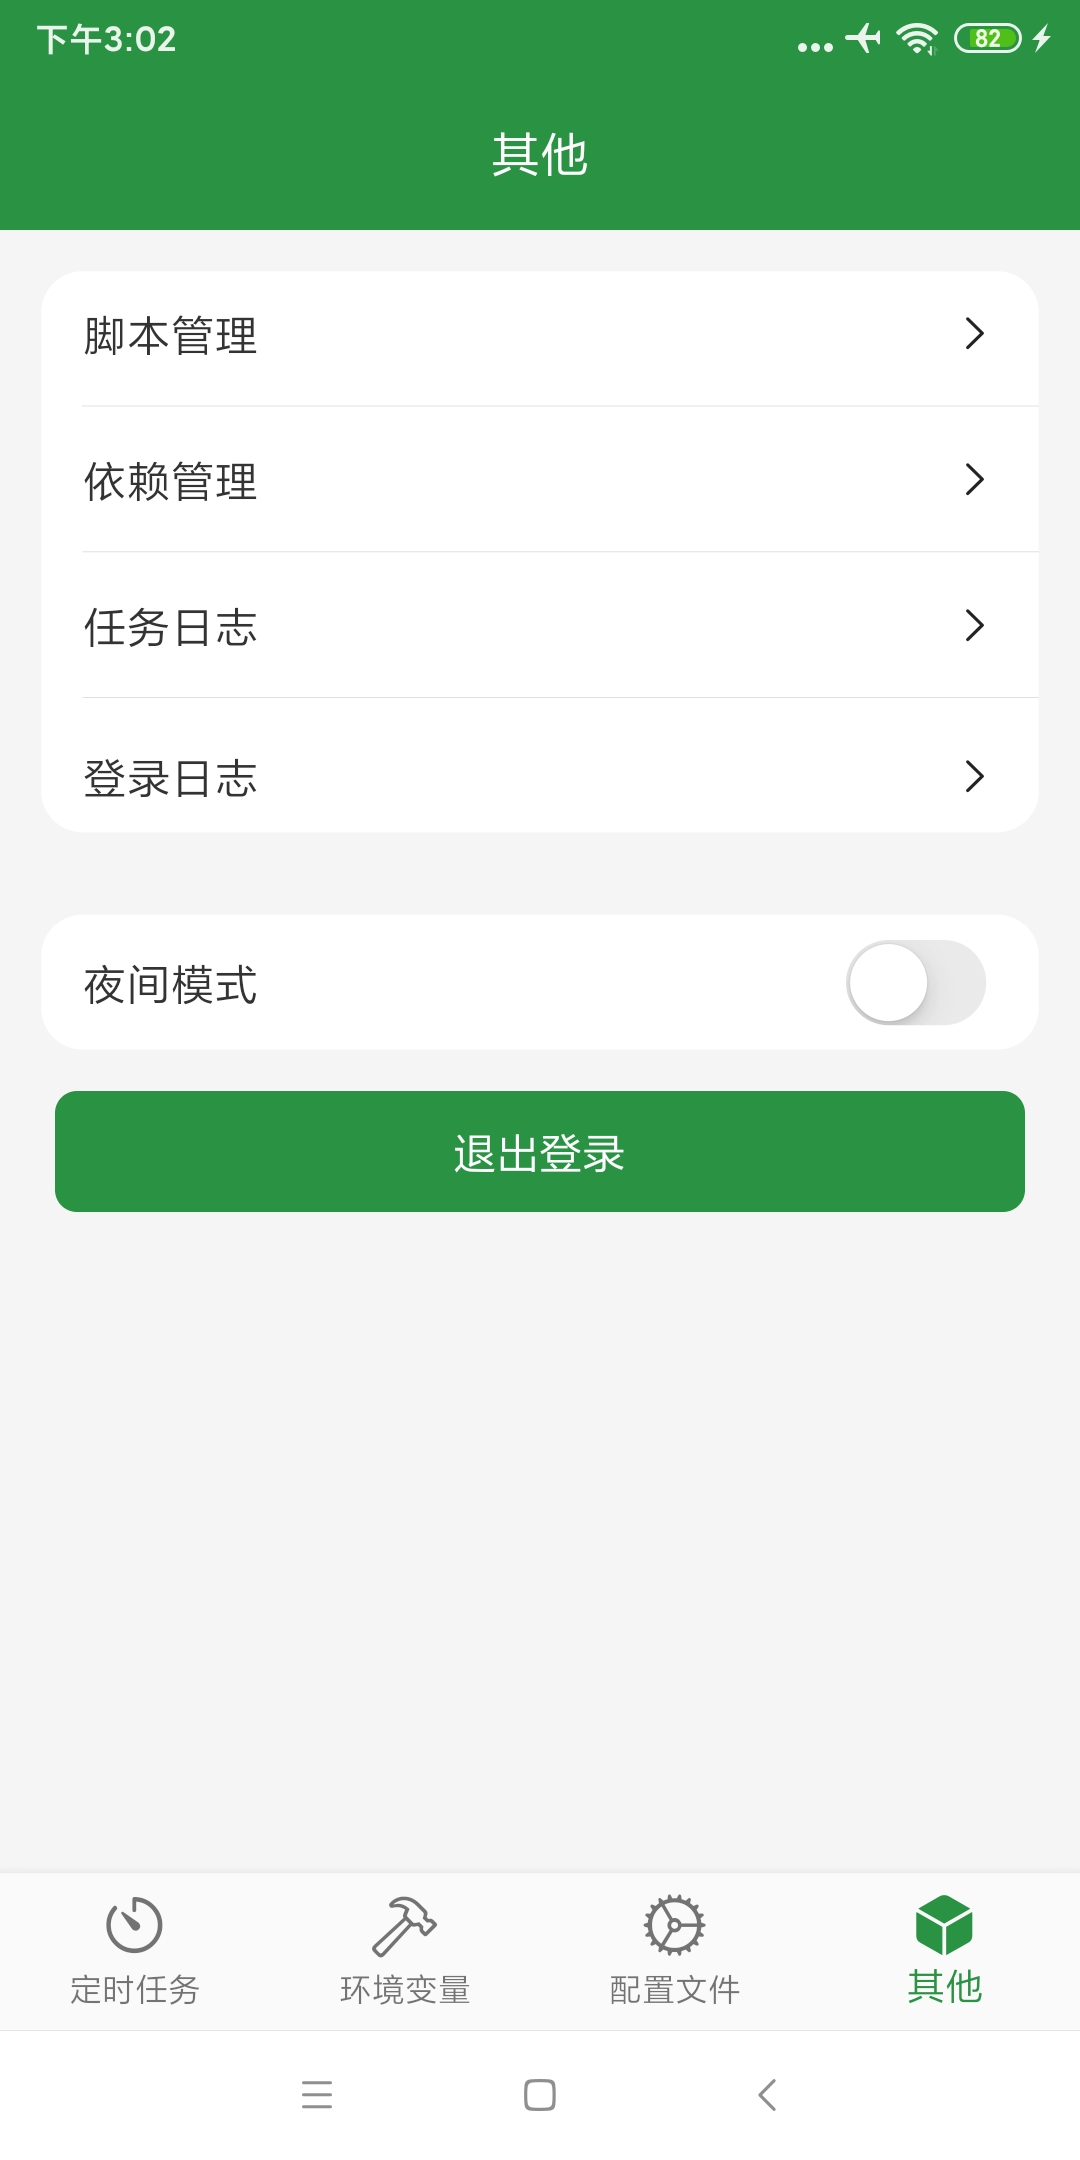 下午3:02
82
其他
脚本管理
依赖管理
任务日志
登录日志
夜间模式
退出登录
定时任务
环境变量
配置文件
其他